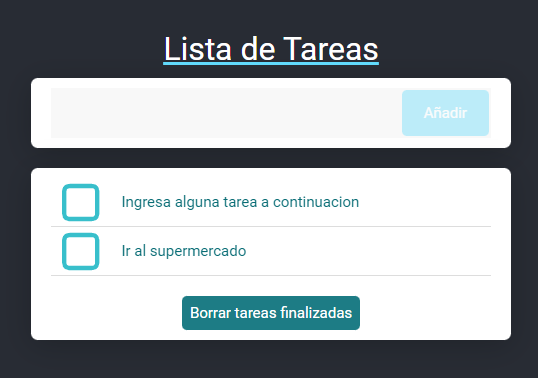 Lista de Tareas
Añadir
Ingresa alguna tarea a continuacion
Ir al supermercado
Borrar tareas finalizadas